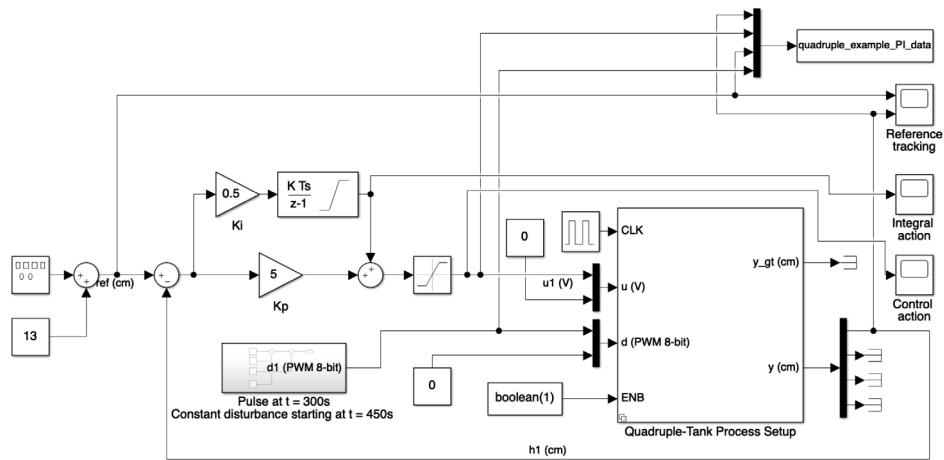 quadruple_example_PI_data
Reference
tracking
0.5
K Ts
z-1
Ki
Integral
action
0
CLK
y_gt (cm)
ref (cm)
5
Kp
u1 (V)
u (V)
Control
action
13
d1 (PWM 8-bit)
d (PWM 8-bit)
0
y (cm)
boolean(1)
ENB
Pulse at t = 300s
Constant disturbance starting at t = 450s
Quadruple-Tank Process Setup
h1 (cm)